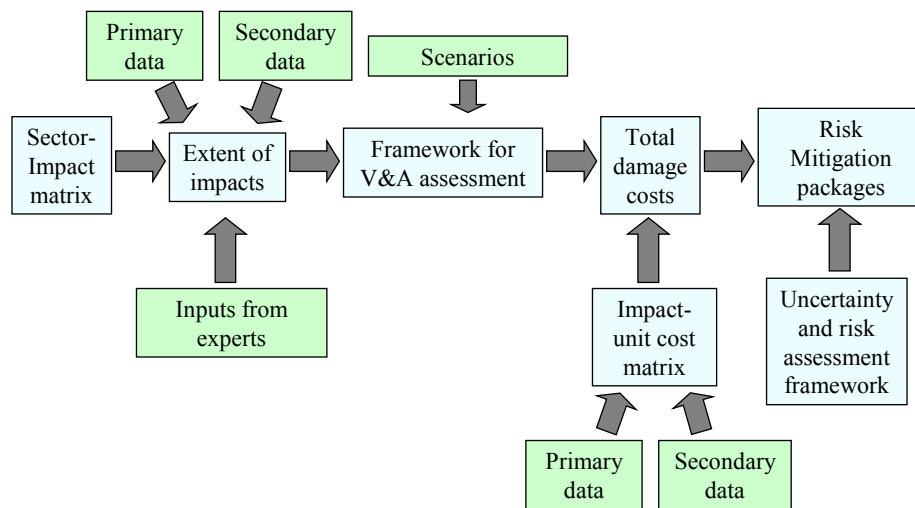 Primary
data
Secondary
data
Scenarios
Sector-
Impact
matrix
Extent of
impacts
Framework for
V&A assessment
Total
damage
costs
Risk
Mitigation
packages
Inputs from
experts
Impact-
unit cost
matrix
Uncertainty
and risk
assessment
framework
Primary
data
Secondary
data